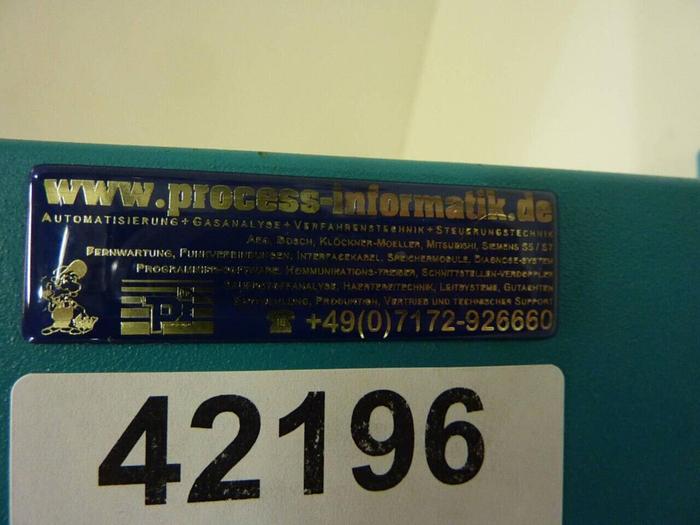 www.process-informatik.de
AUTOMATISIERUNG + GASANALYSE + VERFAHRENSTECHNIK + STEUERUNGSTECHNIK
AEG, BOSCH, KLÖCKNER-MOELLER, MITSUBISHI, SIEMENS S5/S7
FERNWARTUNG, FUNKVERBINDUNGEN, INTERFACEKABEL, SPEICHERMODULE, DIAGNOSE-SYSTEM
PROGRAMMIER-SOFTWARE, KOMMUNIKATIONS-TREIBER, SCHNITTSTELLEN-VERDOPPLER
HAERTEREITECHNIK, LEITSYSTEME, GUTACHTEN
ENTWICKLUNG, PRODUKTION, VERTRIEB UND TECHNISCHER SUPPORT
PI
☎ +49(0)7172-926660
42196